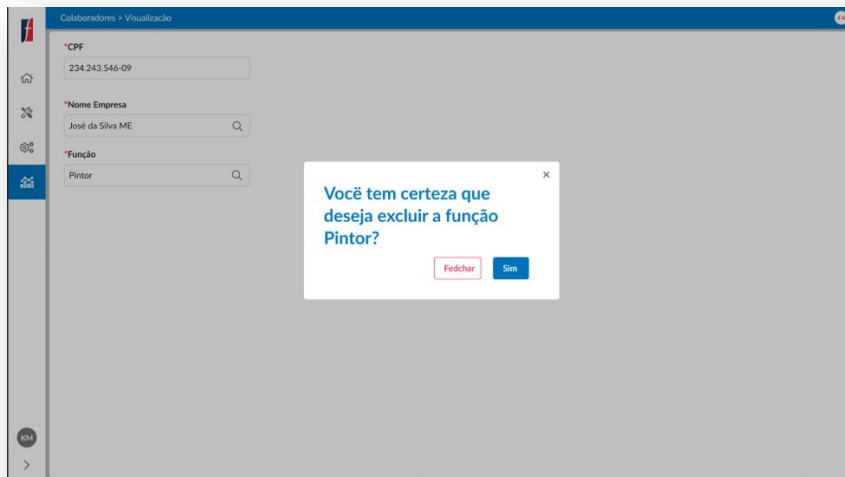 Colaboradores > Visualizacão
*CPF
234.243.546-09
*Nome Empresa
José da Silva ME
*Função
Pintor
×
Vocë tem certeza que
deseja excluir a função
Pintor?
Fedchar Sim
KM